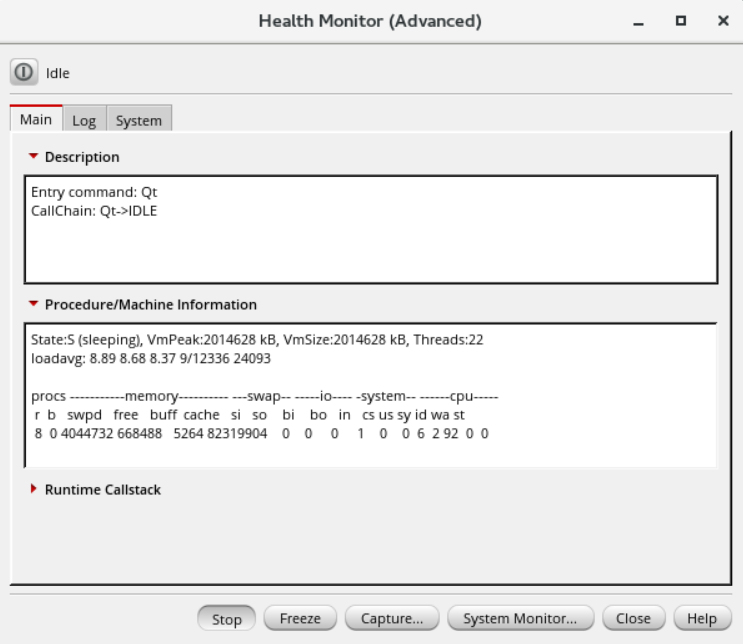 Health Monitor (Advanced)
Idle
Main Log System
Description
Entry command: Qt
CallChain: Qt->IDLE
Procedure/Machine Information
State:S (sleeping), VmPeak:2014628 kB, VmSize:2014628 kB, Threads:22
loadavg: 8.89 8.68 8.37 9/12336 24093
procs -----------memory---------- ---swap-- -----io---- -system-- ------cpu-----
r b swpd free buff cache si so bi bo in cs us sy id wa st
8 0 4044732 668488 5264 82319904 0 0 0 1 0 0 6 2 92 0 0
Runtime Callstack
Stop Freeze Capture... System Monitor... Close Help